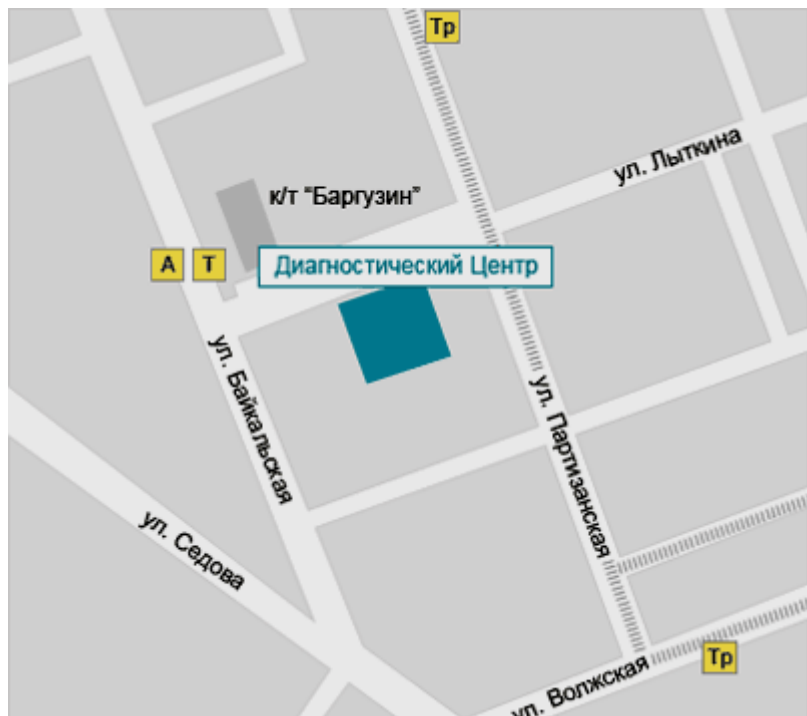 Тр
ул. Лыткина
к/т "Баргузин"
А Т
Диагностический Центр
ул. Байкальская
ул. Партизанская
ул. Седова
Тр
ул. Волжская